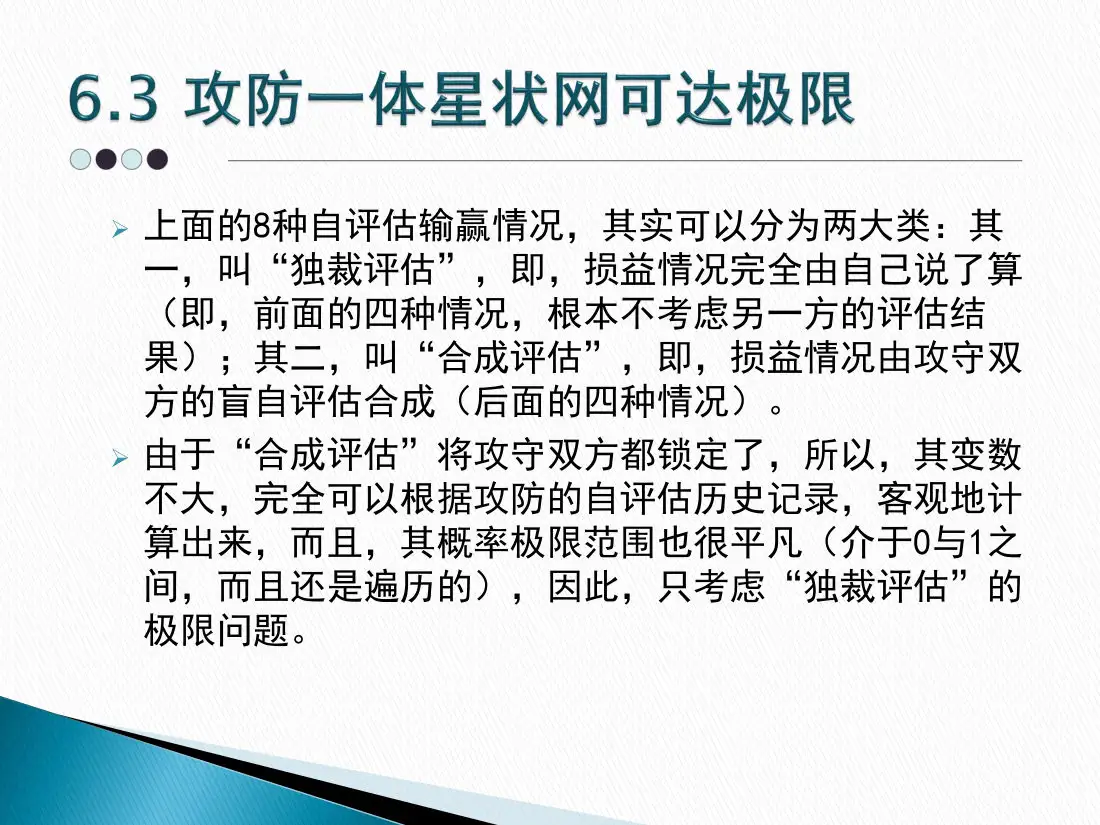 6.3 攻防一体星状网可达极限
上面的8种自评估输赢情况，其实可以分为两大类：其
一，叫“独裁评估”，即，损益情况完全由自己说了算
（即，前面的四种情况，根本不考虑另一方的评估结
果）；其二，叫“合成评估”，即，损益情况由攻守双
方的盲自评估合成（后面的四种情况）。
由于“合成评估”将攻守双方都锁定了，所以，其变数
不大，完全可以根据攻防的自评估历史记录，客观地计
算出来，而且，其概率极限范围也很平凡（介于0与1之
间，而且还是遍历的），因此，只考虑“独裁评估”的
极限问题。